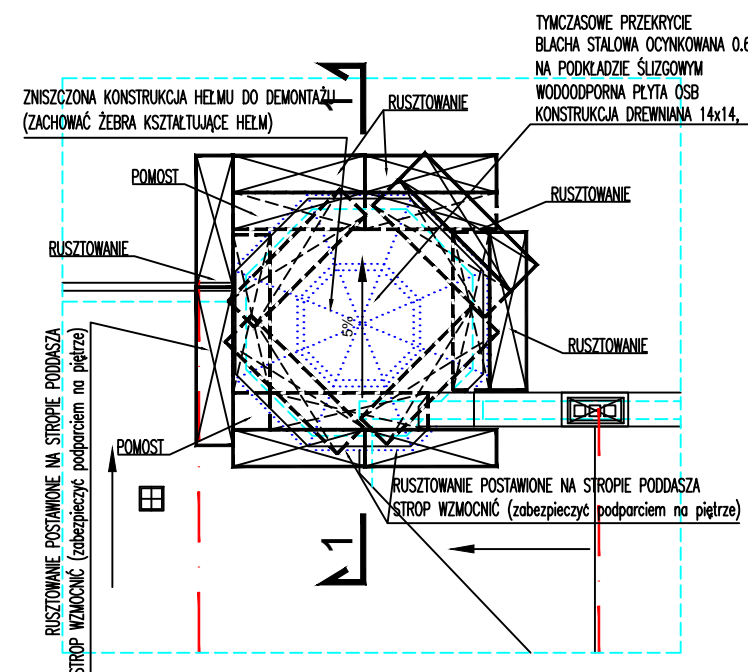 TYMCZASOWE PRZEKRYCIE
BLACHA STALOWA OCYNKOWANA 0.6
NA PODKŁADZIE ŚLIZGOWYM
WODOODPORNA PŁYTA OSB
KONSTRUKCJA DREWNIANA 14x14,
ZNISZCZONA KONSTRUKCJA HEŁMU DO DEMONTAŻU
(ZACHOWAĆ ŻEBRA KSZTAŁTUJĄCE HEŁM)
1
RUSZTOWANIE
POMOST
RUSZTOWANIE
RUSZTOWANIE
5%
RUSZTOWANIE
POMOST
RUSZTOWANIE POSTAWIONE NA STROPIE PODDASZA
STROP WZMOCNIĆ (zabezpieczyć podparciem na piętrze)
RUSZTOWANIE POSTAWIONE NA STROPIE PODDASZA
STROP WZMOCNIĆ (zabezpieczyć podparciem na piętrze)
1